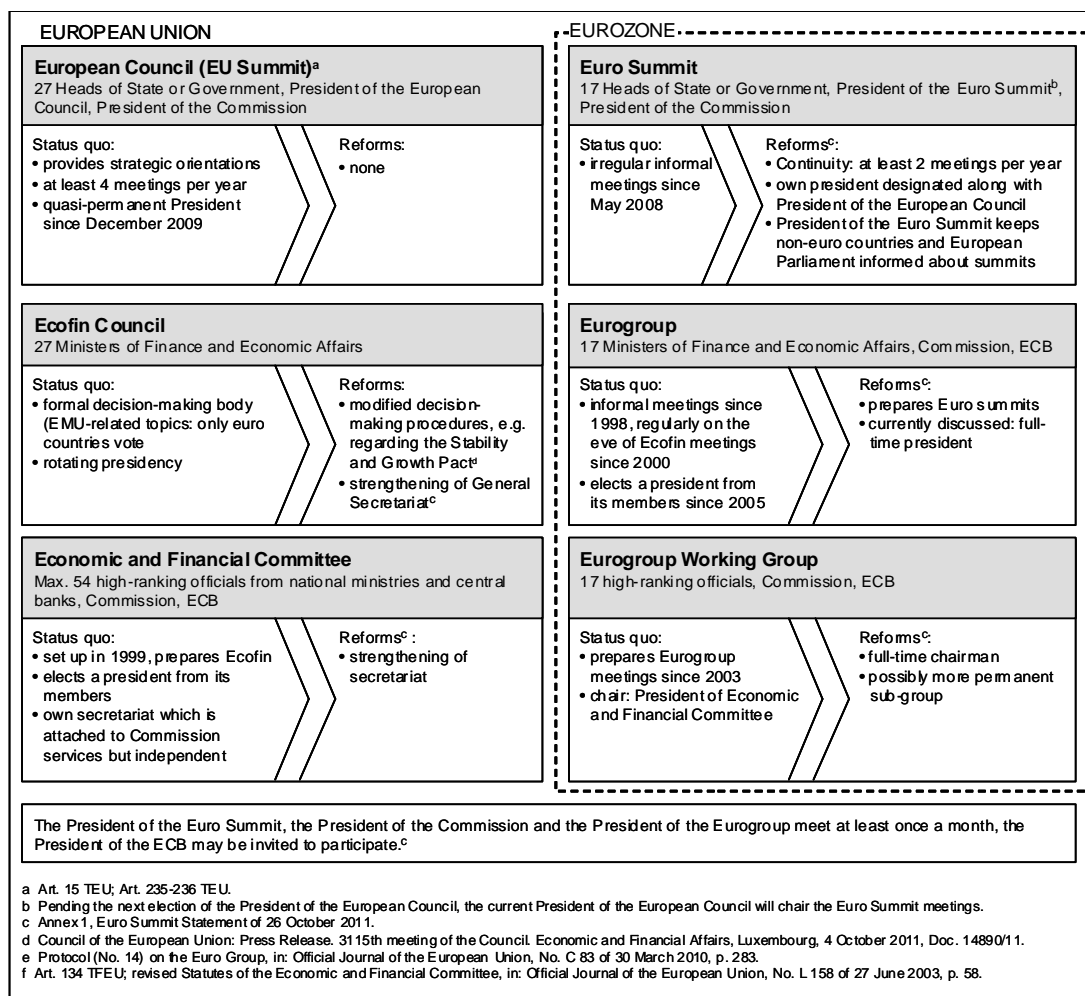 EUROPEAN UNION
European Council (EU Summit)ᵃ
27 Heads of State or Government, President of the European
Council, President of the Commission
Status quo:
• provides strategic orientations
• at least 4 meetings per year
• quasi-permanent President
since December 2009
Reforms:
• none
Ecofin Council
27 Ministers of Finance and Economic Affairs
Status quo:
• formal decision-making body
(EMU-related topics: only euro
countries vote
• rotating presidency
Reforms:
• modified decision-
making procedures, e.g.
regarding the Stability
and Growth Pactᵈ
• strengthening of General
Secretariatᶜ
Economic and Financial Committee
Max. 54 high-ranking officials from national ministries and central
banks, Commission, ECB
Status quo:
• set up in 1999, prepares Ecofin
• elects a president from its
members
• own secretariat which is
attached to Commission
services but independent
Reformsᶜ :
• strengthening of
secretariat
EUROZONE
Euro Summit
17 Heads of State or Government, President of the Euro Summitᵇ,
President of the Commission
Status quo:
• irregular informal
meetings since
May 2008
Reformsᶜ:
• Continuity: at least 2 meetings per year
• own president designated along with
President of the European Council
• President of the Euro Summit keeps
non-euro countries and European
Parliament informed about summits
Eurogroup
17 Ministers of Finance and Economic Affairs, Commission, ECB
Status quo:
• informal meetings since
1998, regularly on the
eve of Ecofin meetings
since 2000
• elects a president from
its members since 2005
Reformsᶜ:
• prepares Euro summits
• currently discussed: full-
time president
Eurogroup Working Group
17 high-ranking officials, Commission, ECB
Status quo:
• prepares Eurogroup
meetings since 2003
• chair: President of Economic
and Financial Committee
Reformsᶜ:
• full-time chairman
• possibly more permanent
sub-group
The President of the Euro Summit, the President of the Commission and the President of the Eurogroup meet at least once a month, the
President of the ECB may be invited to participate.ᶜ
a Art. 15 TEU; Art. 235-236 TEU.
b Pending the next election of the President of the European Council, the current President of the European Council will chair the Euro Summit meetings.
c Annex 1, Euro Summit Statement of 26 October 2011.
d Council of the European Union: Press Release. 3115th meeting of the Council. Economic and Financial Affairs, Luxembourg, 4 October 2011, Doc. 14890/11.
e Protocol (No. 14) on the Euro Group, in: Official Journal of the European Union, No. C 83 of 30 March 2010, p. 283.
f Art. 134 TFEU; revised Statutes of the Economic and Financial Committee, in: Official Journal of the European Union, No. L 158 of 27 June 2003, p. 58.